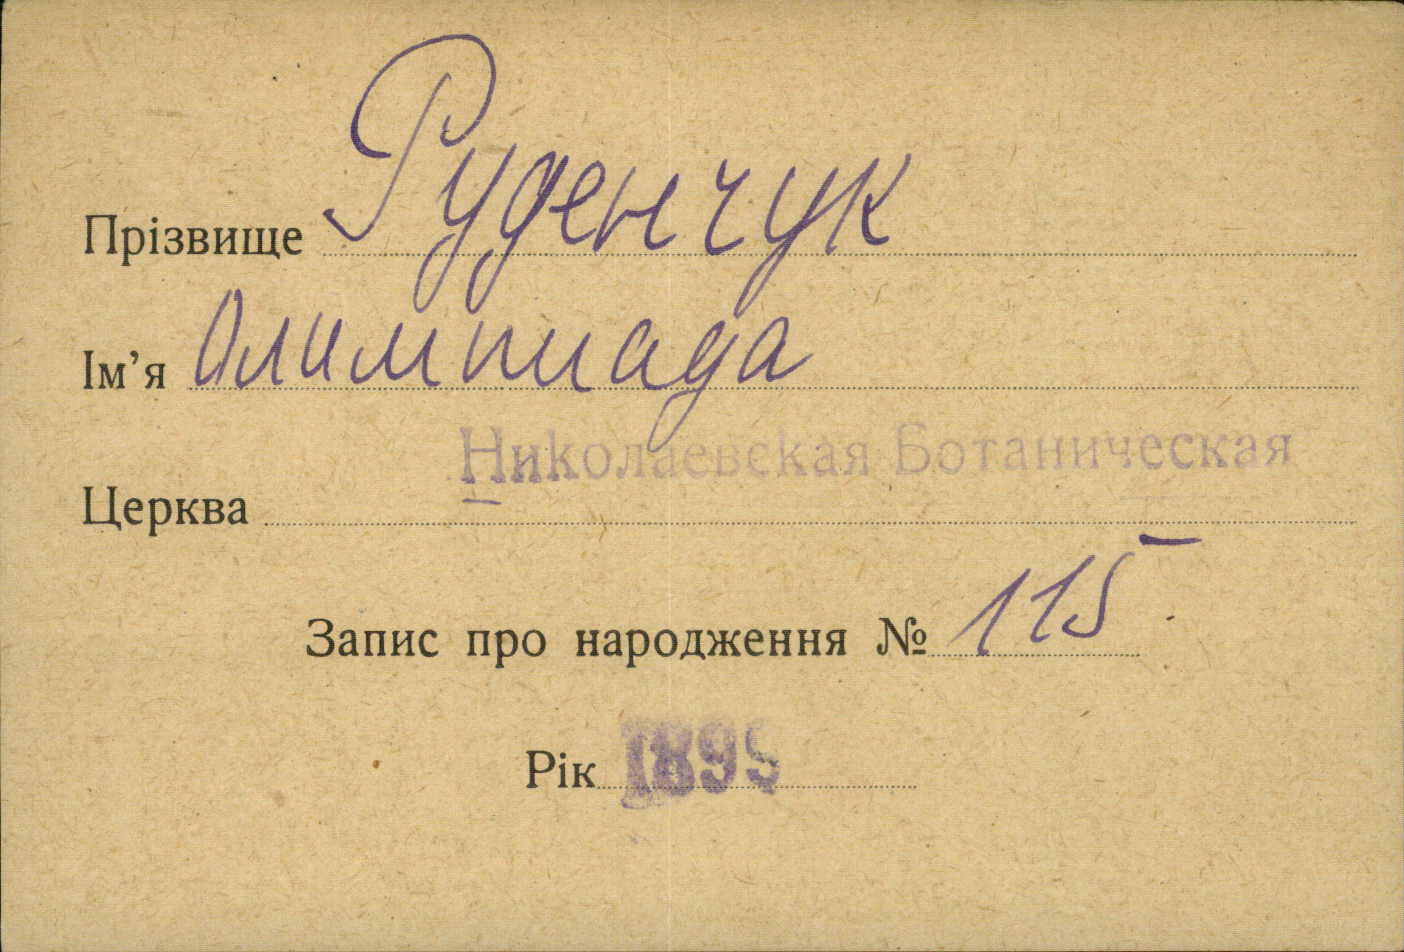 Прізвище Руденчук
Ім’я Олимпиада
Николаевская Ботаническая
Церква
Запис про народження № 115
Рік 1899